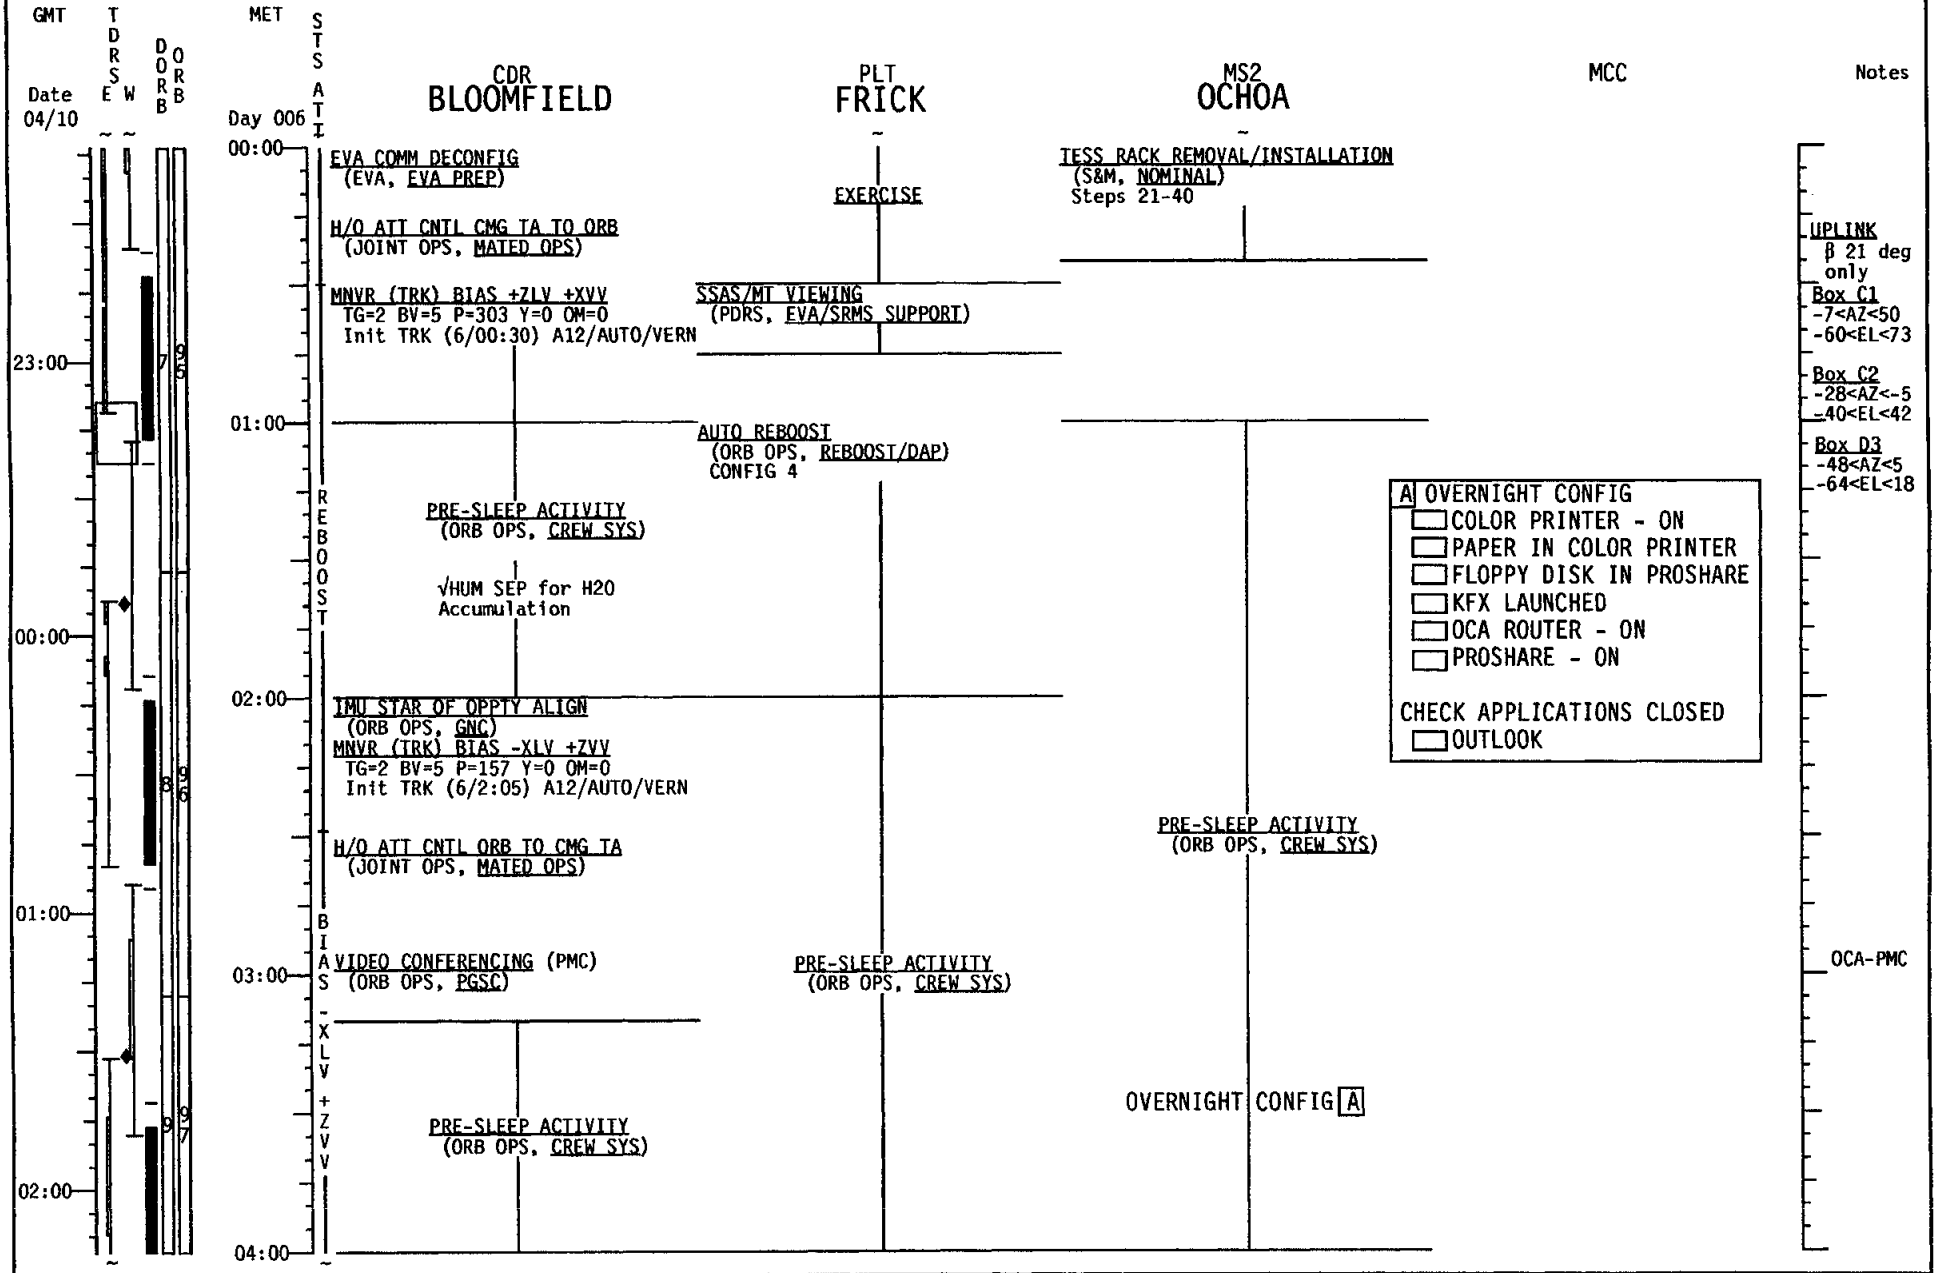 GMT
TDRS
E W
DORB
ORB
MET
STS ATT
Date
04/10
Day 006
CDR
BLOOMFIELD
PLT
FRICK
MS2
OCHOA
MCC
Notes
~ ~
~
~
00:00
01:00
02:00
03:00
04:00
23:00
00:00
01:00
02:00
7
95
8
96
9
97
REBOOST
BIAS -XLV +ZVV
~
~
EVA COMM DECONFIG
(EVA, EVA PREP)
H/O ATT CNTL CMG TA TO ORB
(JOINT OPS, MATED OPS)
MNVR (TRK) BIAS +ZLV +XVV
TG=2 BV=5 P=303 Y=0 OM=0
Init TRK (6/00:30) A12/AUTO/VERN
PRE-SLEEP ACTIVITY
(ORB OPS, CREW SYS)
√HUM SEP for H20
Accumulation
IMU STAR OF OPPTY ALIGN
(ORB OPS, GNC)
MNVR (TRK) BIAS -XLV +ZVV
TG=2 BV=5 P=157 Y=0 OM=0
Init TRK (6/2:05) A12/AUTO/VERN
H/O ATT CNTL ORB TO CMG TA
(JOINT OPS, MATED OPS)
VIDEO CONFERENCING (PMC)
(ORB OPS, PGSC)
PRE-SLEEP ACTIVITY
(ORB OPS, CREW SYS)
EXERCISE
SSAS/MT VIEWING
(PDRS, EVA/SRMS SUPPORT)
AUTO REBOOST
(ORB OPS, REBOOST/DAP)
CONFIG 4
PRE-SLEEP ACTIVITY
(ORB OPS, CREW SYS)
TESS RACK REMOVAL/INSTALLATION
(S&M, NOMINAL)
Steps 21-40
PRE-SLEEP ACTIVITY
(ORB OPS, CREW SYS)
OVERNIGHT CONFIG A
A OVERNIGHT CONFIG
COLOR PRINTER - ON
PAPER IN COLOR PRINTER
FLOPPY DISK IN PROSHARE
KFX LAUNCHED
OCA ROUTER - ON
PROSHARE - ON
CHECK APPLICATIONS CLOSED
OUTLOOK
UPLINK
β 21 deg
only
Box C1
-7<AZ<50
-60<EL<73
Box C2
-28<AZ<-5
-40<EL<42
Box D3
-48<AZ<5
-64<EL<18
OCA-PMC